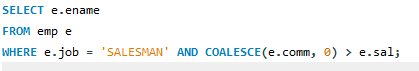 SELECT e.ename
FROM emp e
WHERE e.job = 'SALESMAN' AND COALESCE(e.comm, 0) > e.sal;